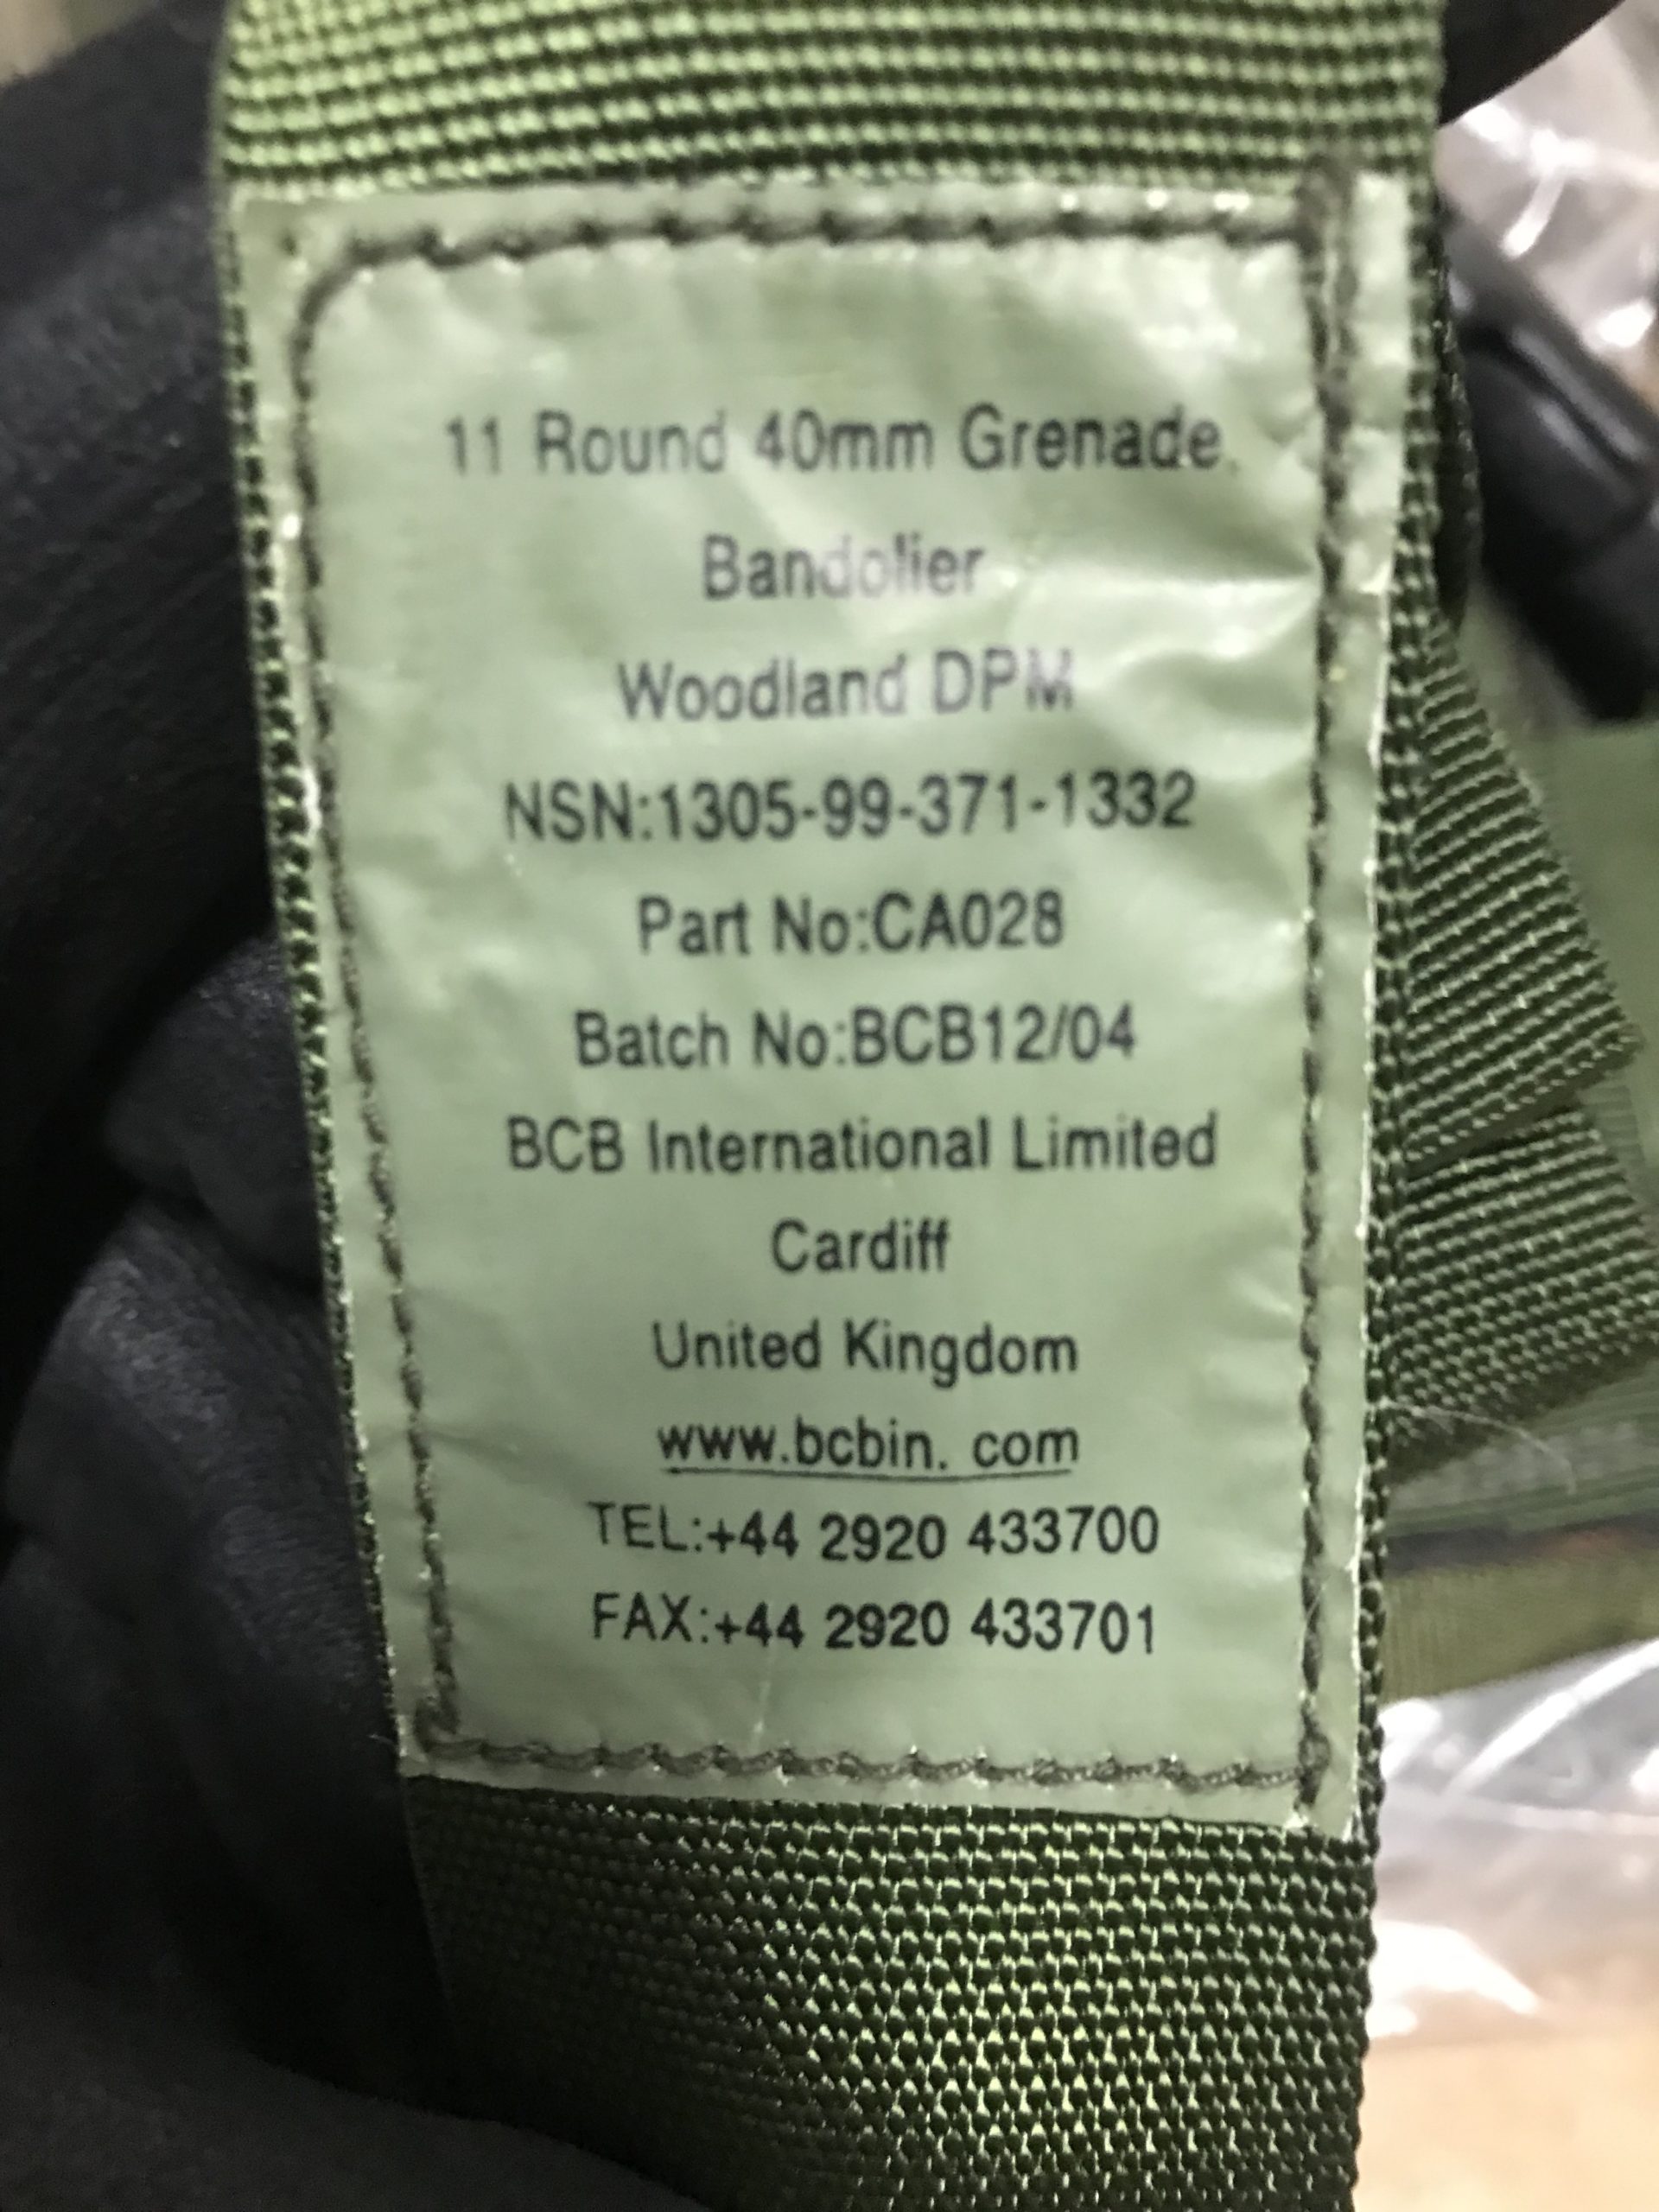 11 Round 40mm Grenade
Bandolier
Woodland DPM
NSN:1305-99-371-1332
Part No:CA028
Batch No:BCB12/04
BCB International Limited
Cardiff
United Kingdom
www.bcbin. com
TEL:+44 2920 433700
FAX:+44 2920 433701